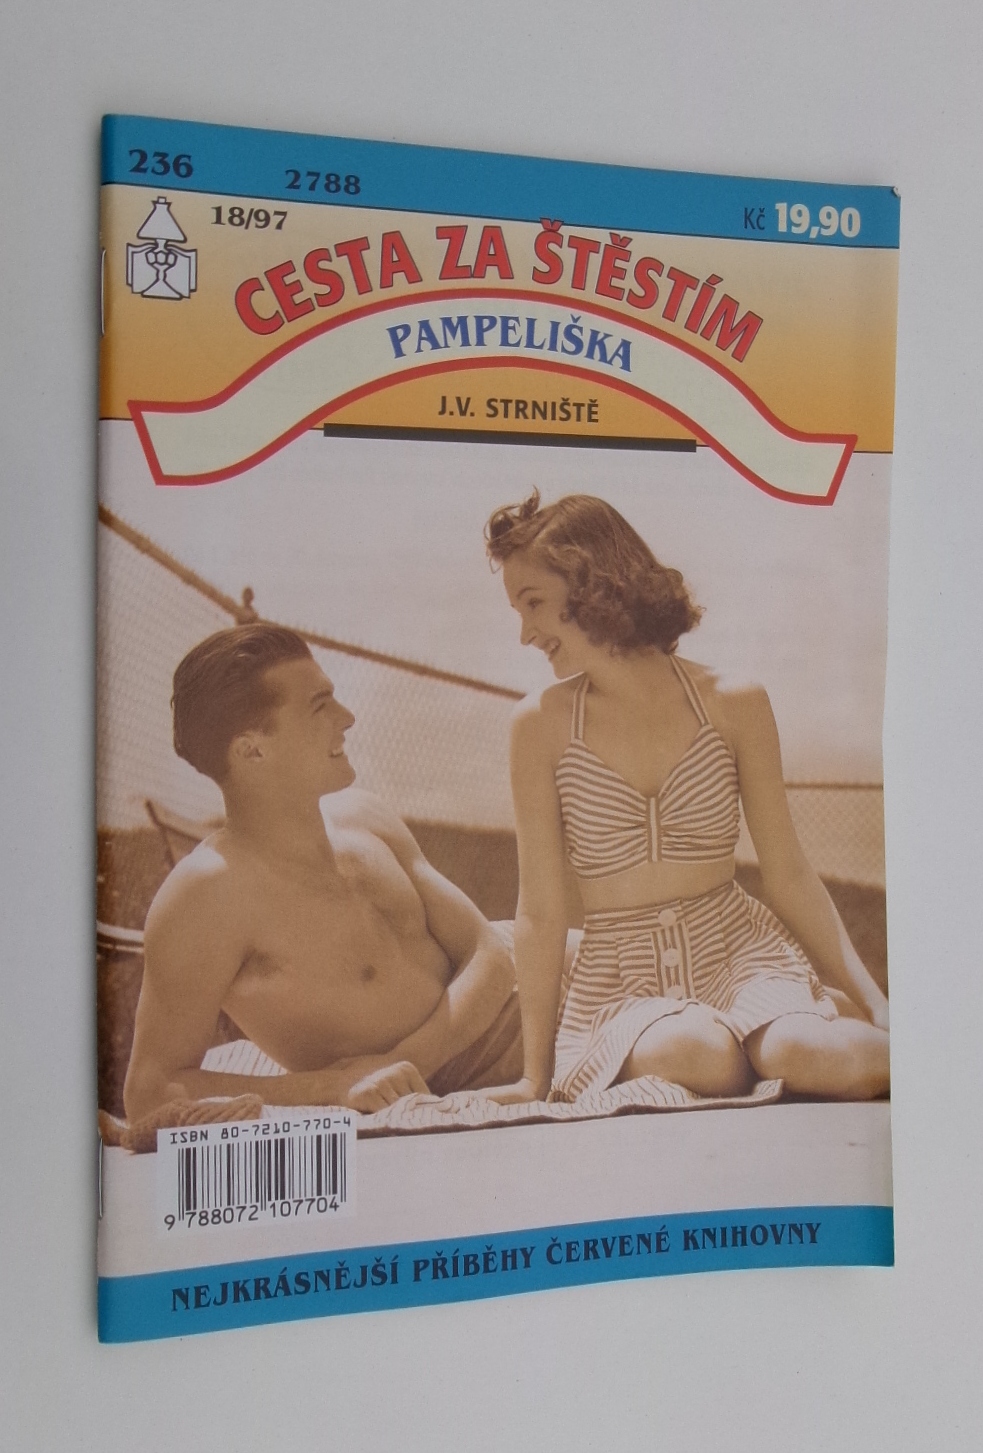 236
2788
18/97
Kč 19,90
CESTA ZA ŠTĚSTÍM
PAMPELIŠKA
J.V. STRNIŠTĚ
ISBN 80-7210-770-4
9 788072 107704
NEJKRÁSNĚJŠÍ PŘÍBĚHY ČERVENÉ KNIHOVNY